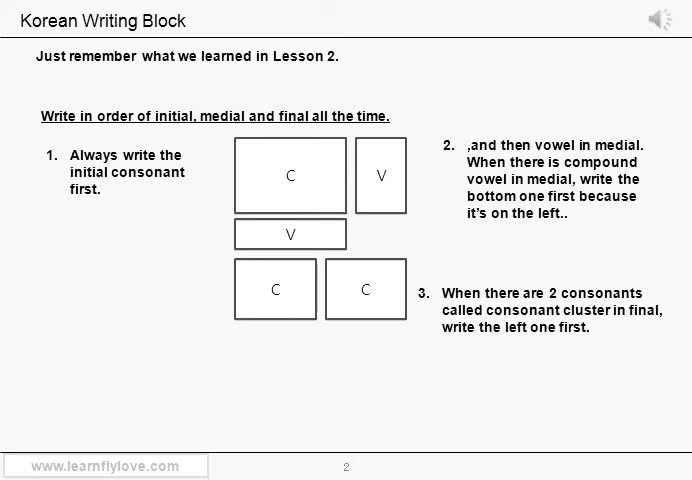 Korean Writing Block
Just remember what we learned in Lesson 2.
Write in order of initial, medial and final all the time.
1. Always write the
initial consonant
first.
C
V
V
C
C
2. ,and then vowel in medial.
When there is compound
vowel in medial, write the
bottom one first because
it's on the left..
3. When there are 2 consonants
called consonant cluster in final,
write the left one first.
www.learnflylove.com
2